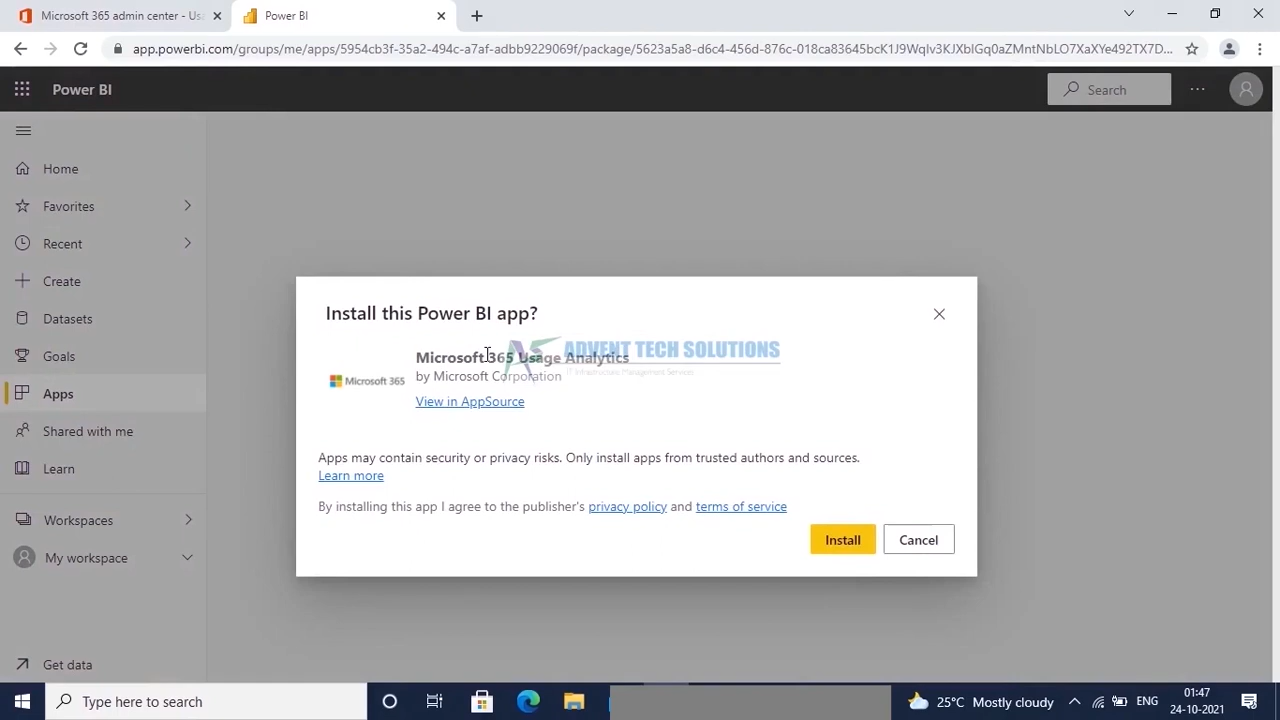 Microsoft 365 admin center - Us
Power BI
app.powerbi.com/groups/me/apps/5954cb3f-35a2-494c-a7af-adbb9229069f/package/5623a5a8-d6c4-456d-876c-018ca83645bcK1J9WqIv3KJXbIGq0aZMntNbLO7XaXYe492TX7D...
Power BI
Search
Home
Favorites
Recent
Create
Datasets
Goals
Apps
Shared with me
Learn
Workspaces
My workspace
Get data
Install this Power BI app?
Microsoft 365 Usage Analytics
by Microsoft Corporation
View in AppSource
Microsoft 365
ADVENT TECH SOLUTIONS
IT Infrastructure Management Services
Apps may contain security or privacy risks. Only install apps from trusted authors and sources.
Learn more
By installing this app I agree to the publisher's privacy policy and terms of service
Install
Cancel
Type here to search
25°C Mostly cloudy
ENG
01:47
24-10-2021